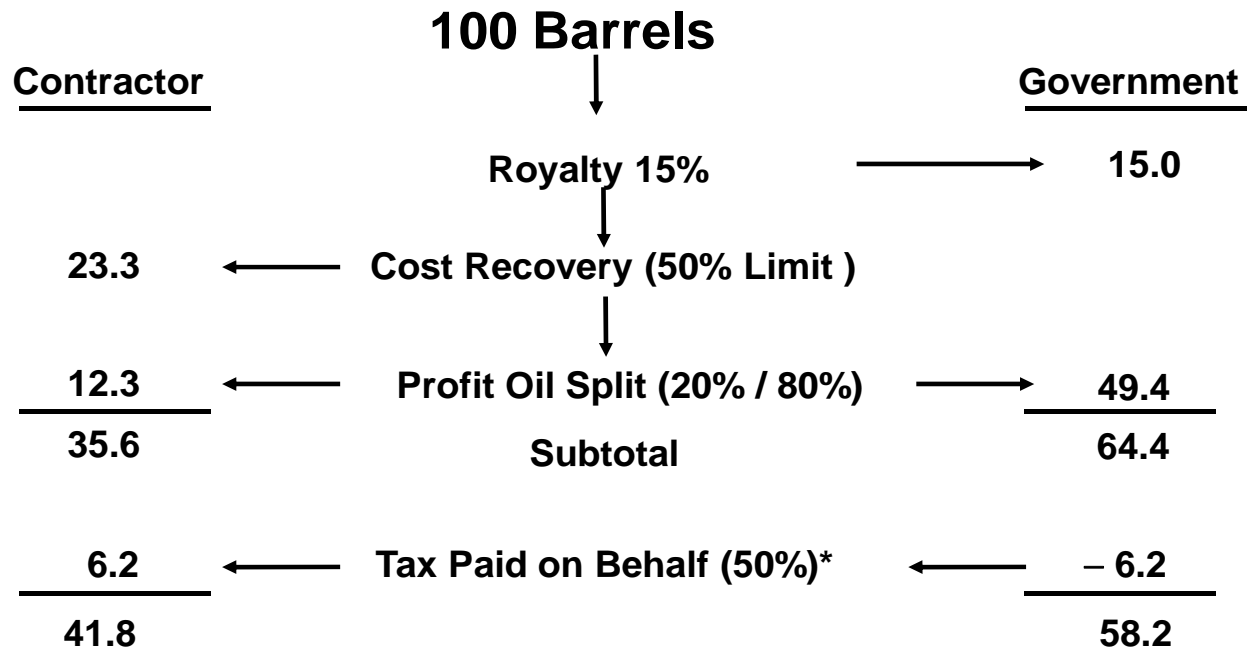 100 Barrels
Contractor Government
Royalty 15% 15.0
23.3 Cost Recovery (50% Limit )
12.3 Profit Oil Split (20% / 80%) 49.4
35.6 Subtotal 64.4
6.2 Tax Paid on Behalf (50%)* – 6.2
41.8 58.2